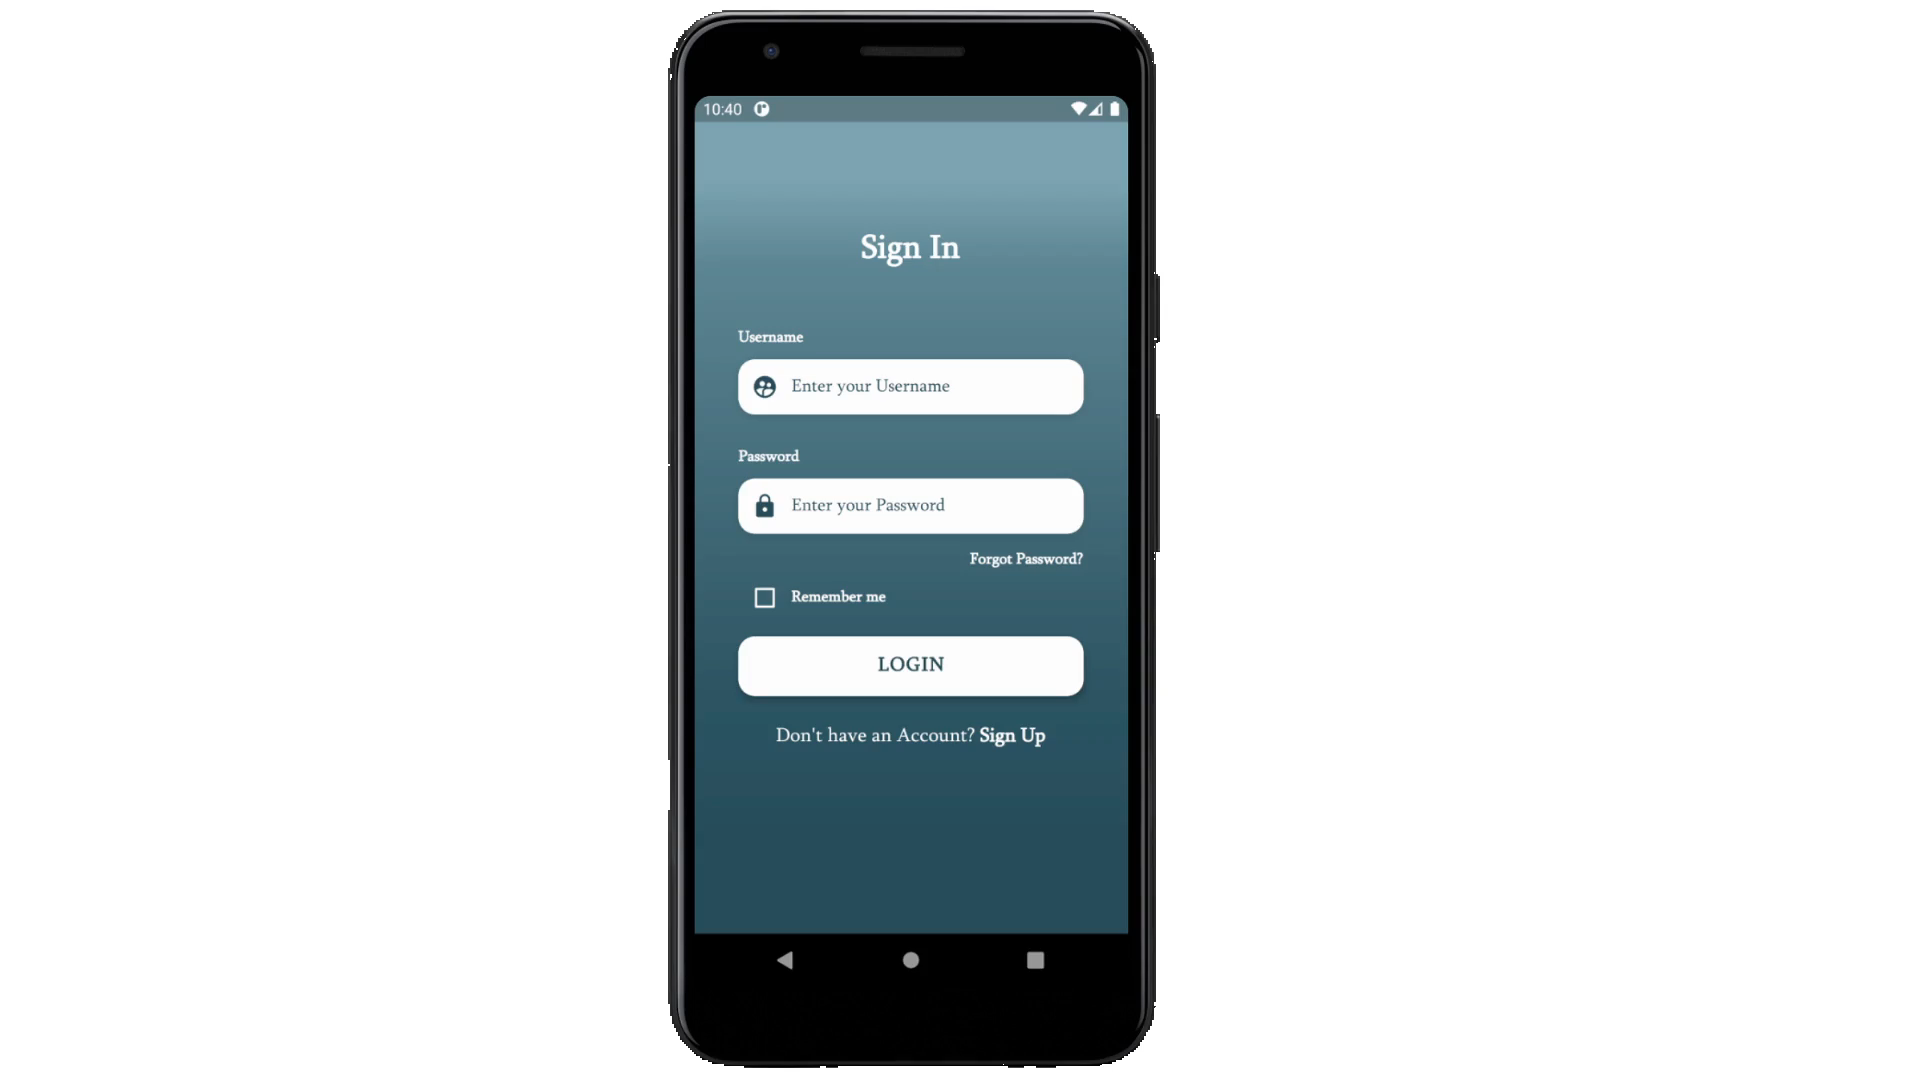 10:40
Sign In
Username
Enter your Username
Password
Enter your Password
Forgot Password?
Remember me
LOGIN
Don't have an Account? Sign Up